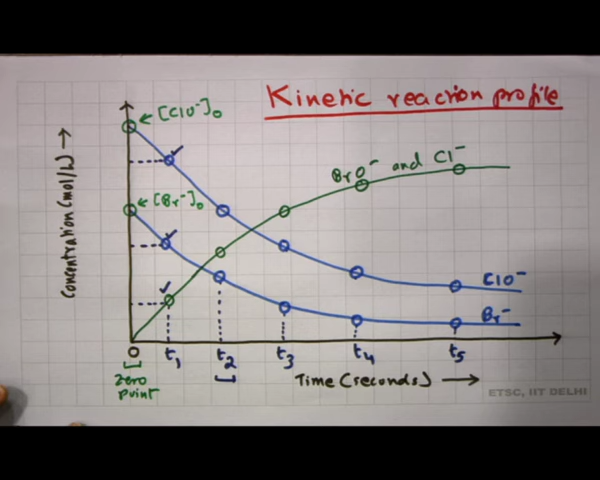 Kinetic reaction profile
[ClO⁻]₀
[Br⁻]₀
Concentration (mol/L) →
BrO⁻ and Cl⁻
ClO⁻
Br⁻
0 t₁ t₂ t₃ t₄ t₅
Zero point
Time (seconds) →
ETSC, IIT DELHI